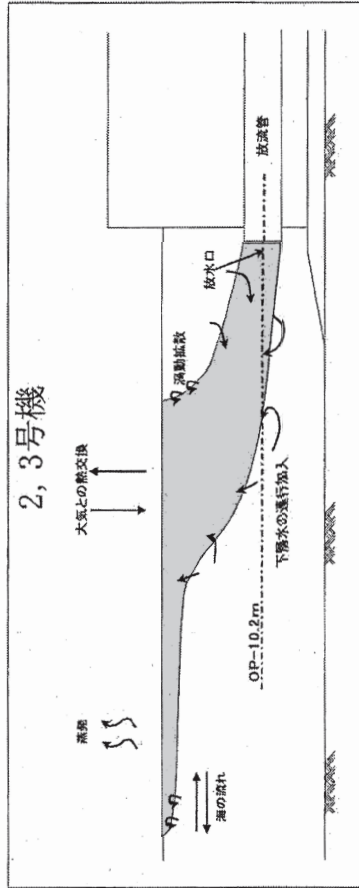 2, 3号機
大気との熱交換
蒸発
渦動拡散
放水口
放流管
下層水の連行加入
OP-10.2m
海の流れ